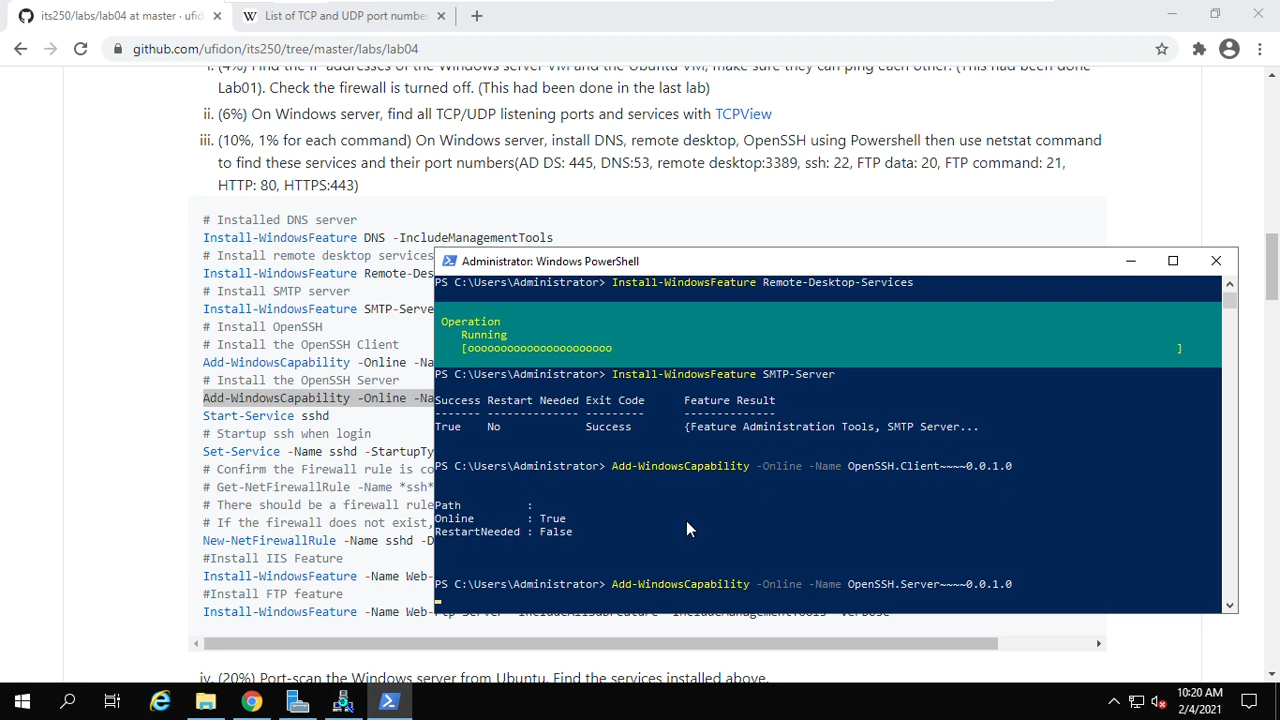 its250/labs/lab04 at master · ufid
List of TCP and UDP port number
github.com/ufidon/its250/tree/master/labs/lab04
i. (4%) Find the IP addresses of the Windows server VM and the Ubuntu VM, make sure they can ping each other. (This had been done
Lab01). Check the firewall is turned off. (This had been done in the last lab)
ii. (6%) On Windows server, find all TCP/UDP listening ports and services with TCPView
iii. (10%, 1% for each command) On Windows server, install DNS, remote desktop, OpenSSH using Powershell then use netstat command
to find these services and their port numbers(AD DS: 445, DNS:53, remote desktop:3389, ssh: 22, FTP data: 20, FTP command: 21,
HTTP: 80, HTTPS:443)
# Installed DNS server
Install-WindowsFeature DNS -IncludeManagementTools
# Install remote desktop services
Install-WindowsFeature Remote-Des
# Install SMTP server
Install-WindowsFeature SMTP-Serve
# Install OpenSSH
# Install the OpenSSH Client
Add-WindowsCapability -Online -Na
# Install the OpenSSH Server
Add-WindowsCapability -Online -Na
Start-Service sshd
# Startup ssh when login
Set-Service -Name sshd -StartupTy
# Confirm the Firewall rule is co
# Get-NetFirewallRule -Name *ssh*
# There should be a firewall rule
# If the firewall does not exist,
New-NetFirewallRule -Name sshd -D
#Install IIS Feature
Install-WindowsFeature -Name Web-
#Install FTP feature
Install-WindowsFeature -Name Web-Ftp-Server -IncludeAllSubFeature -IncludeManagementTools -Verbose
iv. (20%) Port-scan the Windows server from Ubuntu. Find the services installed above.
Administrator: Windows PowerShell
PS C:\Users\Administrator> Install-WindowsFeature Remote-Desktop-Services
Operation
Running
[oooooooooooooooooooooo ]
PS C:\Users\Administrator> Install-WindowsFeature SMTP-Server
Success Restart Needed Exit Code Feature Result
------- -------------- --------- --------------
True No Success {Feature Administration Tools, SMTP Server...
PS C:\Users\Administrator> Add-WindowsCapability -Online -Name OpenSSH.Client~~~~0.0.1.0
Path :
Online : True
RestartNeeded : False
PS C:\Users\Administrator> Add-WindowsCapability -Online -Name OpenSSH.Server~~~~0.0.1.0
10:20 AM
2/4/2021